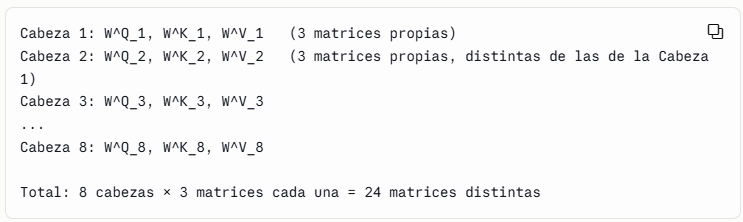 Cabeza 1: W^Q_1, W^K_1, W^V_1   (3 matrices propias)
Cabeza 2: W^Q_2, W^K_2, W^V_2   (3 matrices propias, distintas de las de la Cabeza
1)
Cabeza 3: W^Q_3, W^K_3, W^V_3
...
Cabeza 8: W^Q_8, W^K_8, W^V_8

Total: 8 cabezas × 3 matrices cada una = 24 matrices distintas